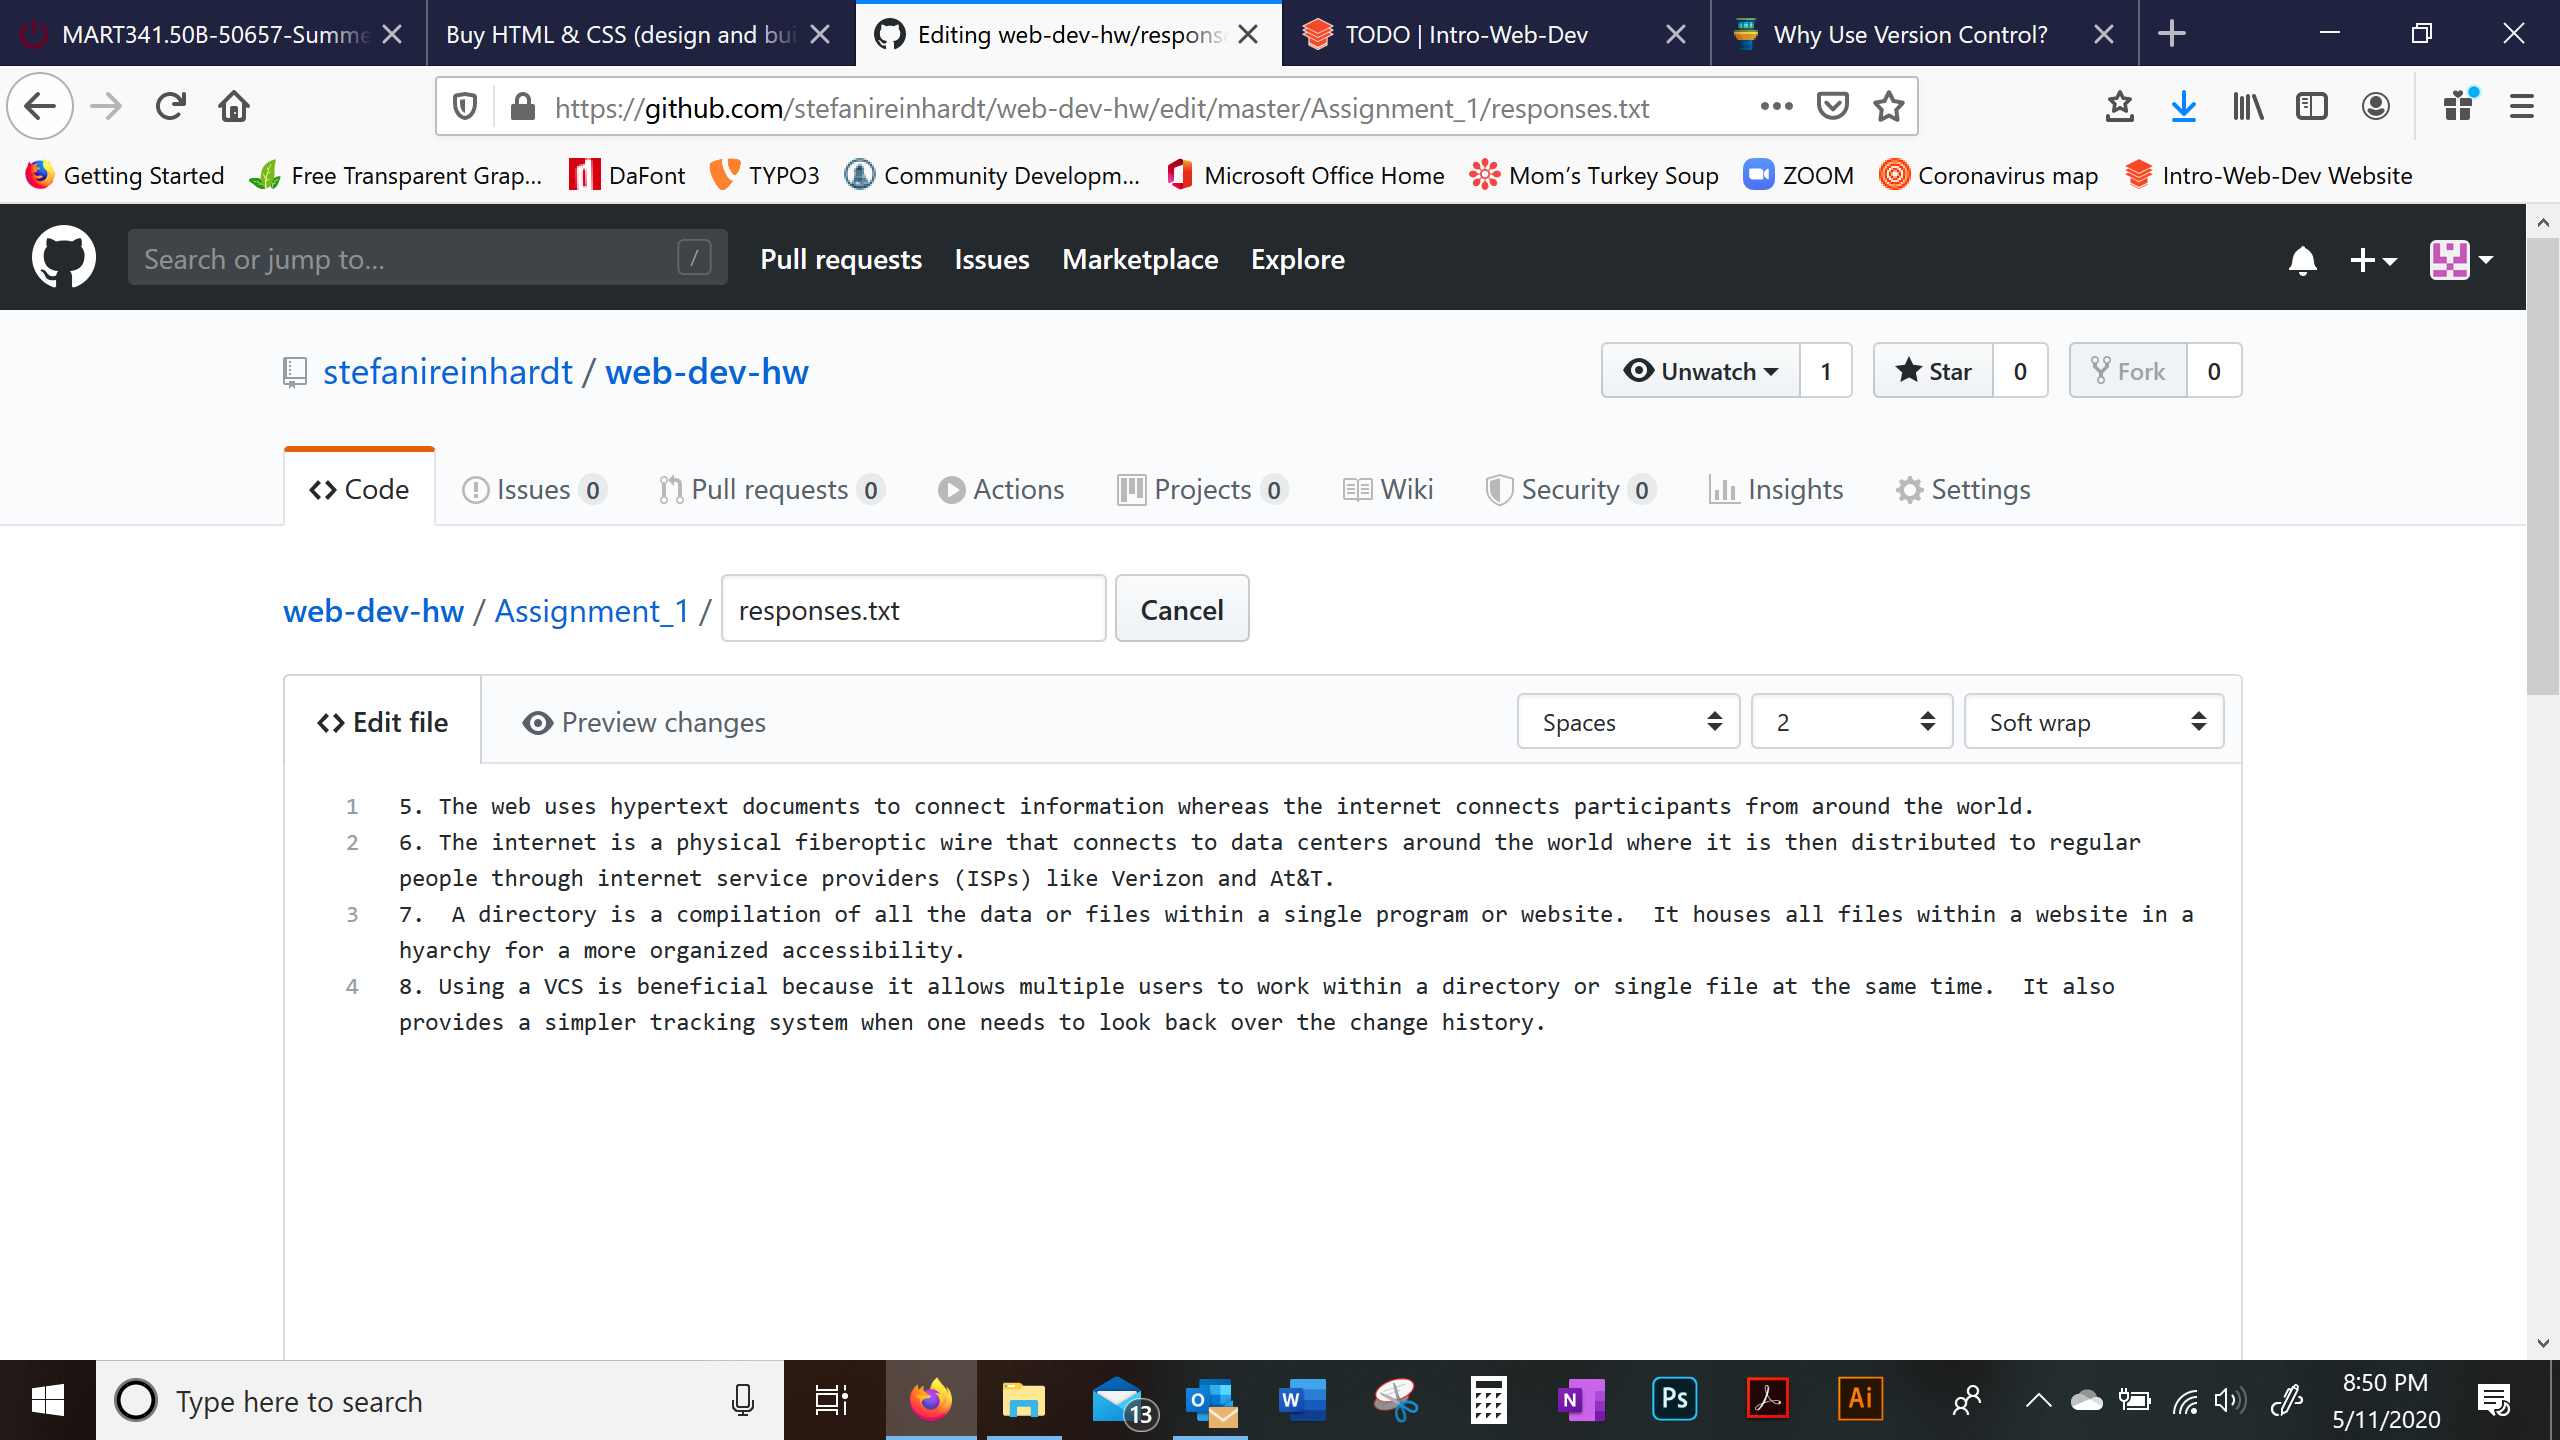 MART341.50B-50657-Summe
Buy HTML & CSS (design and bui
Editing web-dev-hw/respons
TODO | Intro-Web-Dev
Why Use Version Control?
https://github.com/stefanireinhardt/web-dev-hw/edit/master/Assignment_1/responses.txt
Getting Started
Free Transparent Grap...
DaFont
TYPO3
Community Developm...
Microsoft Office Home
Mom's Turkey Soup
ZOOM
Coronavirus map
Intro-Web-Dev Website
Search or jump to...
/
Pull requests
Issues
Marketplace
Explore
stefanireinhardt / web-dev-hw
Unwatch 1
Star 0
Fork 0
Code
Issues 0
Pull requests 0
Actions
Projects 0
Wiki
Security 0
Insights
Settings
web-dev-hw / Assignment_1 / responses.txt
Cancel
Edit file
Preview changes
Spaces
2
Soft wrap
1 5. The web uses hypertext documents to connect information whereas the internet connects participants from around the world.
2 6. The internet is a physical fiberoptic wire that connects to data centers around the world where it is then distributed to regular
people through internet service providers (ISPs) like Verizon and At&T.
3 7.  A directory is a compilation of all the data or files within a single program or website.  It houses all files within a website in a
hyarchy for a more organized accessibility.
4 8. Using a VCS is beneficial because it allows multiple users to work within a directory or single file at the same time.  It also
provides a simpler tracking system when one needs to look back over the change history.
Type here to search
13
O
W
N
Ps
Ai
8:50 PM
5/11/2020